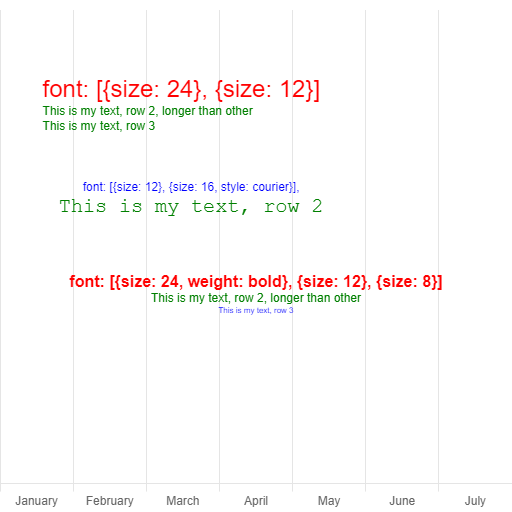 font: [{size: 24}, {size: 12}]
This is my text, row 2, longer than other
This is my text, row 3
font: [{size: 12}, {size: 16, style: courier}],
This is my text, row 2
font: [{size: 24, weight: bold}, {size: 12}, {size: 8}]
This is my text, row 2, longer than other
This is my text, row 3
January February March April May June July